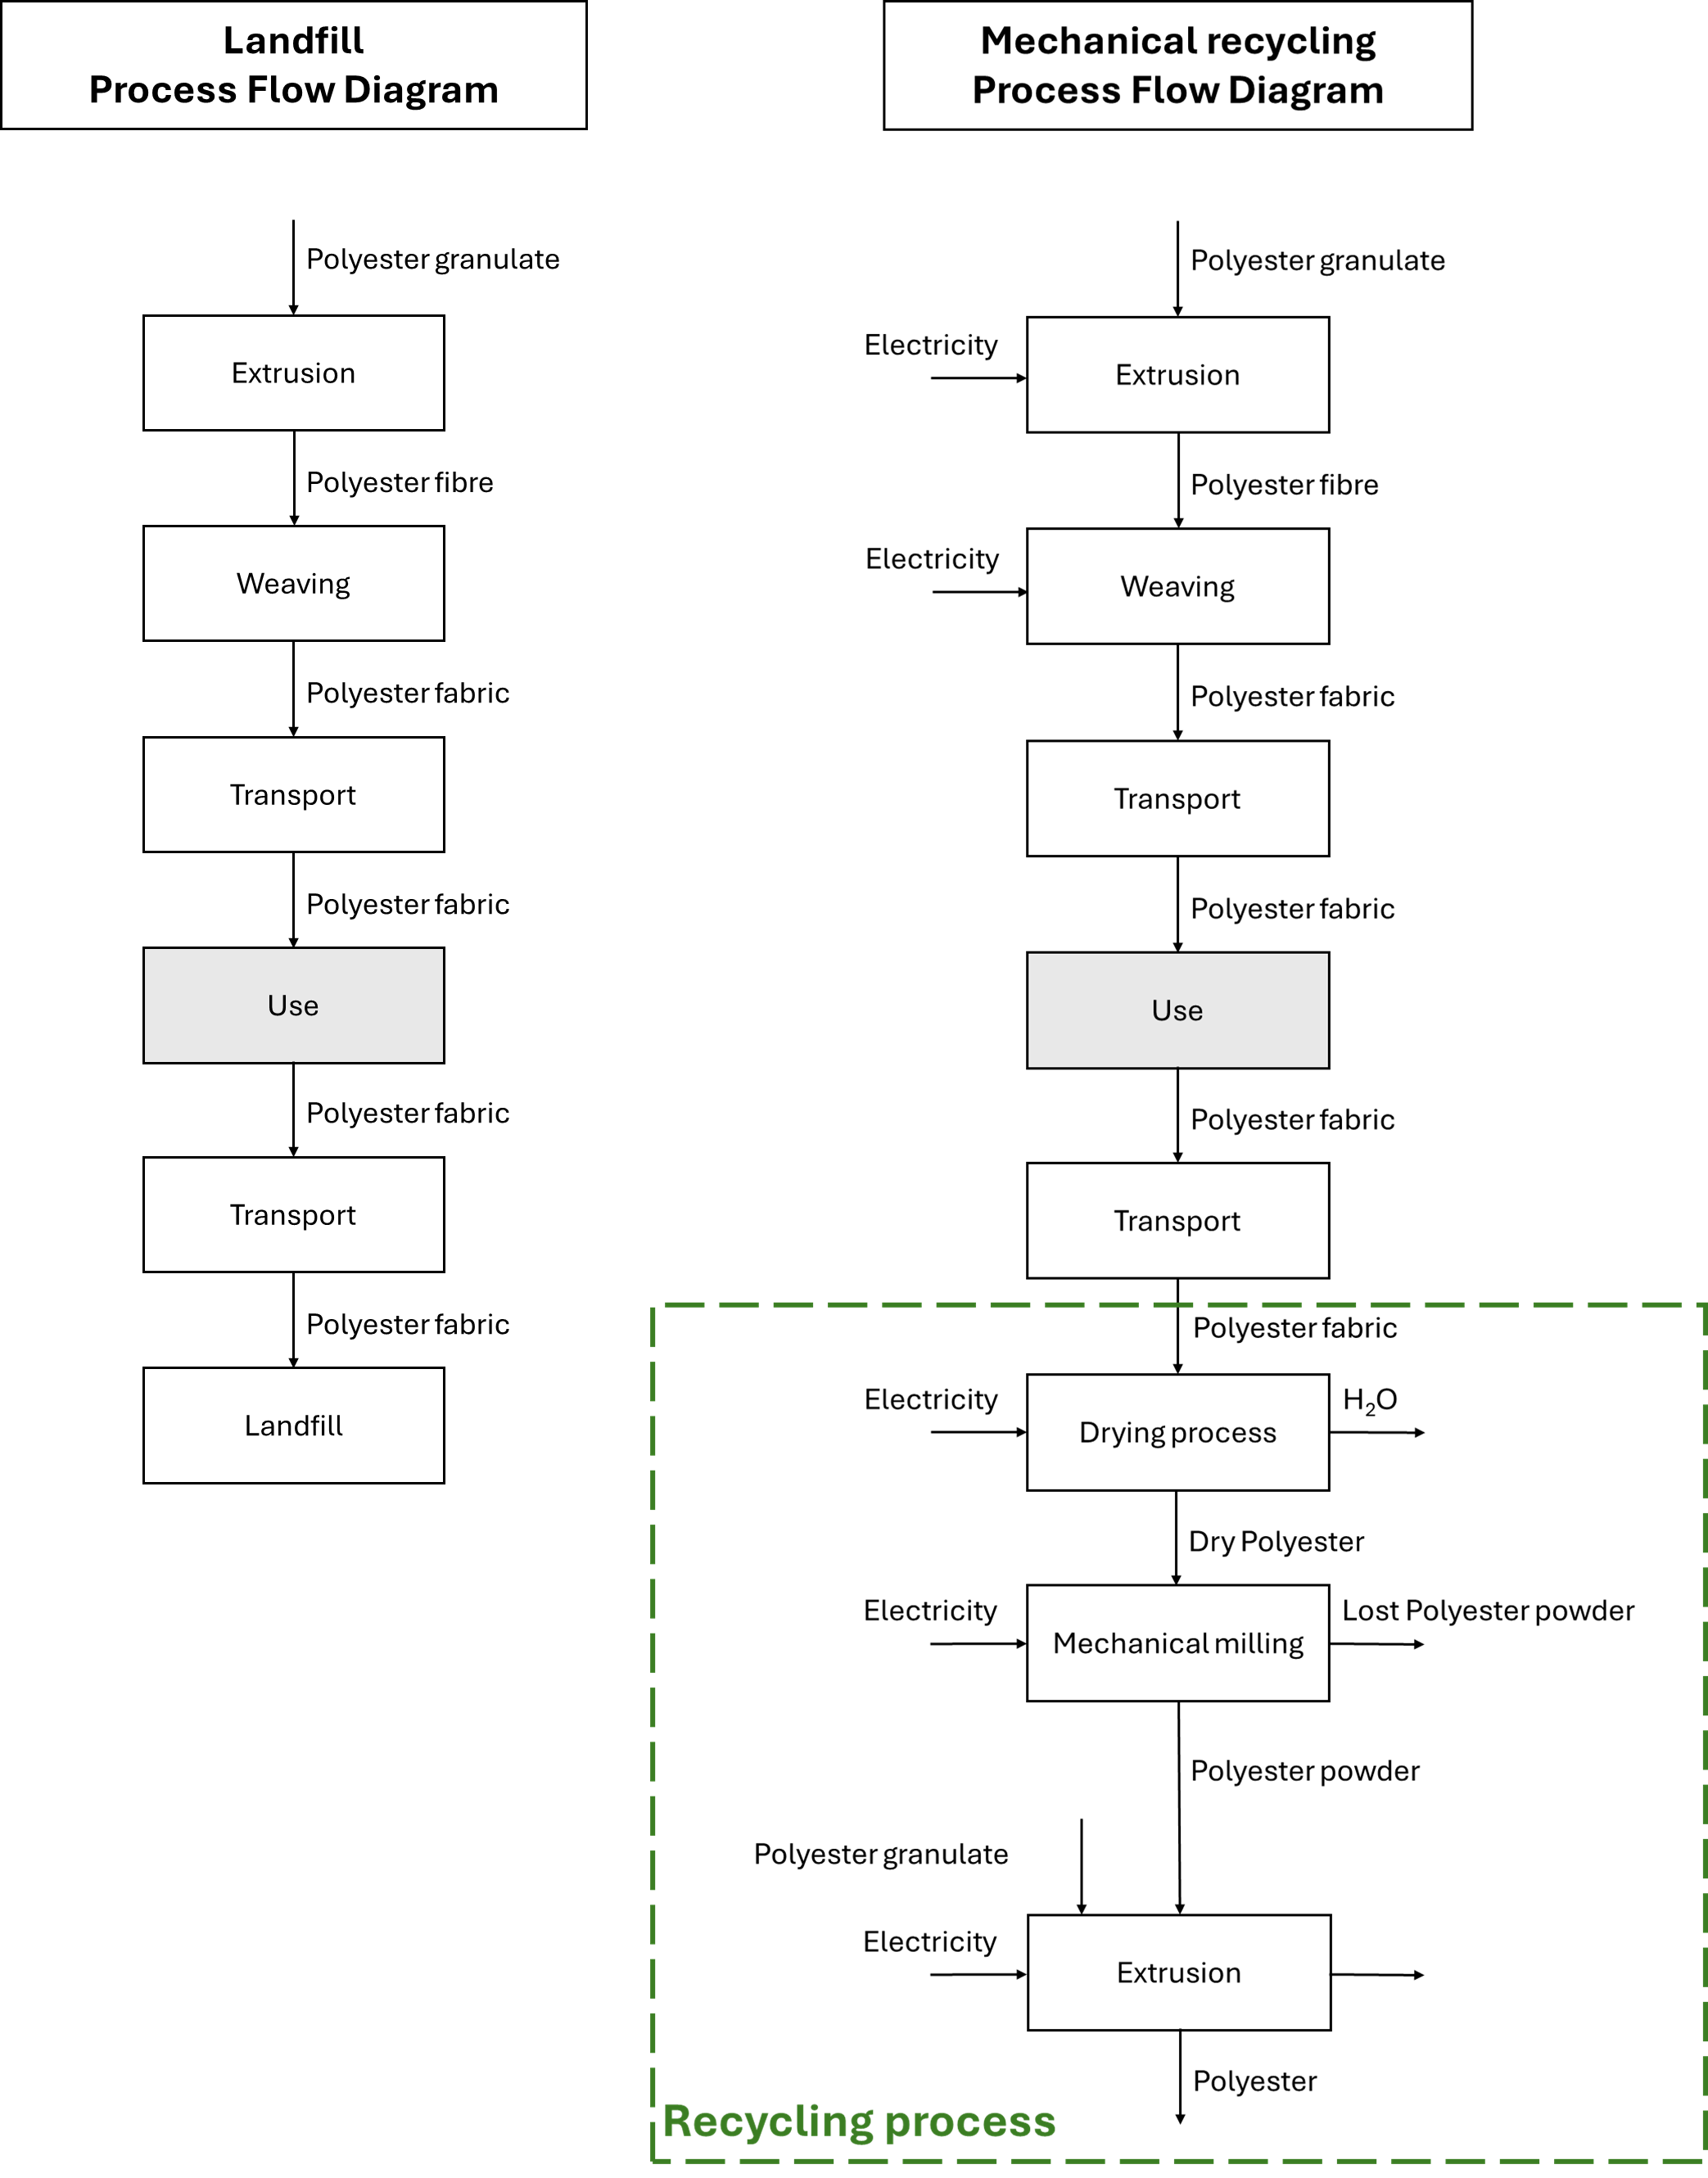 Landfill
Process Flow Diagram
Polyester granulate
Extrusion
Polyester fibre
Weaving
Polyester fabric
Transport
Polyester fabric
Use
Polyester fabric
Transport
Polyester fabric
Landfill
Mechanical recycling
Process Flow Diagram
Polyester granulate
Electricity
Extrusion
Polyester fibre
Electricity
Weaving
Polyester fabric
Transport
Polyester fabric
Use
Polyester fabric
Transport
Polyester fabric
Electricity
Drying process
H₂O
Dry Polyester
Electricity
Mechanical milling
Lost Polyester powder
Polyester powder
Polyester granulate
Electricity
Extrusion
Polyester
Recycling process